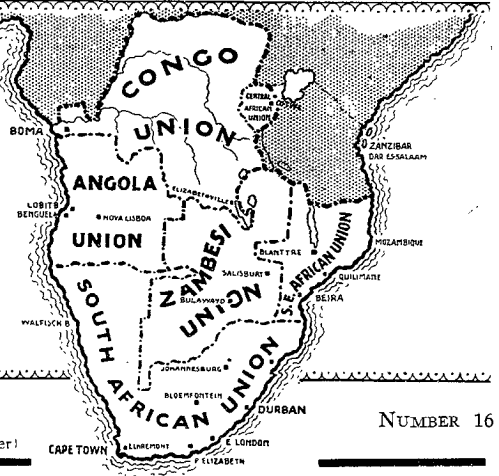 CONGO
UNION
CENTRAL
AFRICAN
UNION
BOMA
ZANZIBAR
DAR ESSALAAM
ANGOLA
ELIZABETHVILLE
LOBITO
BENGUELA
NOVA LISBOA
UNION
ZAMBESI
UNION
BLANTYRE
S.E. AFRICAN UNION
MOZAMBIQUE
SALISBURY
QUILIMANE
BULAWAYO
BEIRA
SOUTH AFRICAN UNION
WALFISCH B
JOHANNESBURG
BLOEMFONTEIN
DURBAN
NUMBER 16
CAPE TOWN
CLAREMONT
E. LONDON
P ELIZABETH